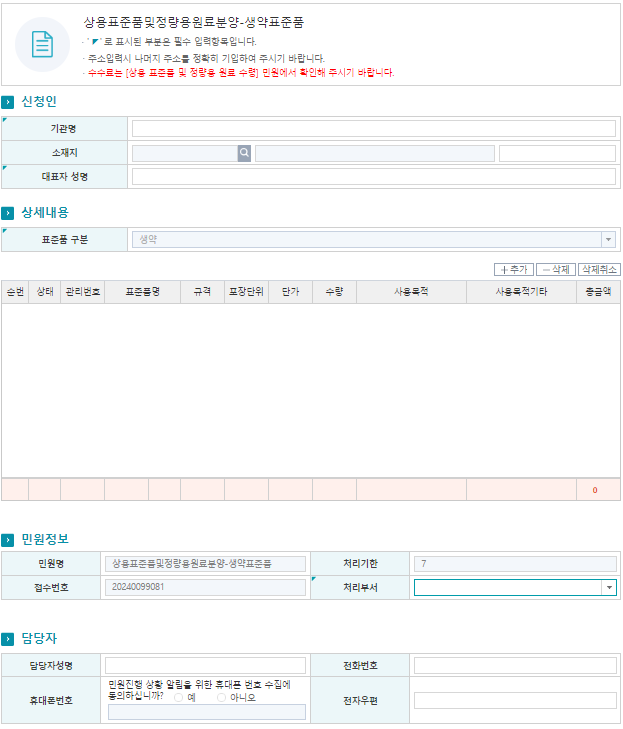 상용표준품및정량용원료분양-생약표준품
· ' ◤' 로 표시된 부분은 필수 입력항목입니다.
· 주소입력시 나머지 주소를 정확히 기입하여 주시기 바랍니다.
· 수수료는 [상용 표준품 및 정량용 원료 수령] 민원에서 확인해 주시기 바랍니다.
신청인
기관명
소재지
대표자 성명
상세내용
표준품 구분 생약
+ 추가 − 삭제 삭제취소
순번 상태 관리번호 표준품명 규격 포장단위 단가 수량 사용목적 사용목적기타 총금액
0
민원정보
민원명 상용표준품및정량용원료분양-생약표준품 처리기한 7
접수번호 20240099081 처리부서
담당자
담당자성명 전화번호
민원진행 상황 알림을 위한 휴대폰 번호 수집에
동의하십니까? 예 아니오
휴대폰번호 전자우편